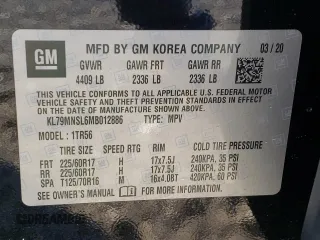 GM
MFD BY GM KOREA COMPANY 03/20
GVWR GAWR FRT GAWR RR
4409 LB 2336 LB 2336 LB
THIS VEHICLE CONFORMS TO ALL APPLICABLE U.S. FEDERAL
MOTOR VEHICLE SAFETY AND THEFT PREVENTION STANDARDS IN
EFFECT ON THE DATE OF MANUFACTURE SHOWN ABOVE.
KL79MNSL6MB012886 TYPE: MPV
MODEL: 1TR56
TIRE SIZE SPEED RTG RIM COLD TIRE PRESSURE
FRT 225/60R17 H 17x7.5J 240KPA, 35 PSI
RR 225/60R17 H 17x7.5J 240KPA, 35 PSI
SPA T125/70R16 M 16x4.0BT 420KPA, 60 PSI
SEE OWNER'S MANUAL FOR ADDITIONAL INFORMATION.